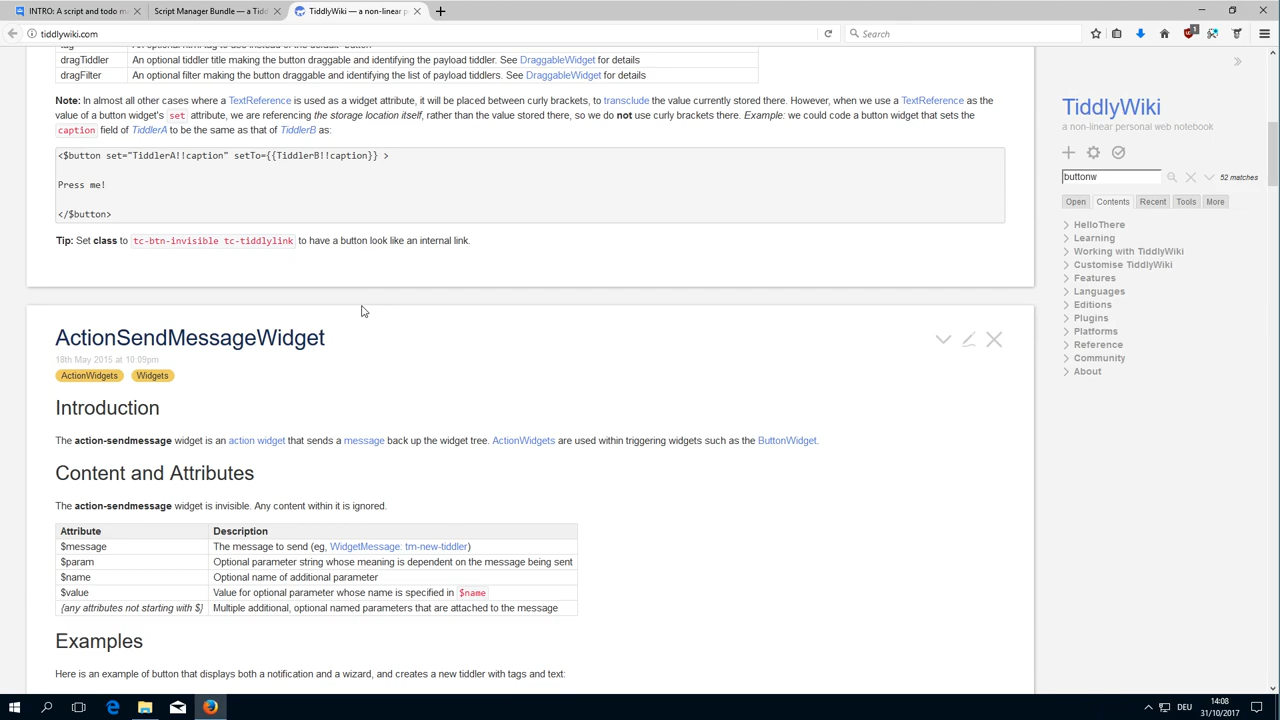 INTRO: A script and todo m
Script Manager Bundle — a Tidd
TiddlyWiki — a non-linear p
tiddlywiki.com
Search
1
dragTiddler An optional tiddler title making the button draggable and identifying the payload tiddler. See DraggableWidget for details
dragFilter An optional filter making the button draggable and identifying the list of payload tiddlers. See DraggableWidget for details
Note: In almost all other cases where a TextReference is used as a widget attribute, it will be placed between curly brackets, to transclude the value currently stored there. However, when we use a TextReference as the
value of a button widget's set attribute, we are referencing the storage location itself, rather than the value stored there, so we do not use curly brackets there. Example: we could code a button widget that sets the
caption field of TiddlerA to be the same as that of TiddlerB as:
<$button set="TiddlerA!!caption" setTo={{TiddlerB!!caption}} >
Press me!
</$button>
Tip: Set class to tc-btn-invisible tc-tiddlylink to have a button look like an internal link.
ActionSendMessageWidget
18th May 2015 at 10:09pm
ActionWidgets Widgets
Introduction
The action-sendmessage widget is an action widget that sends a message back up the widget tree. ActionWidgets are used within triggering widgets such as the ButtonWidget.
Content and Attributes
The action-sendmessage widget is invisible. Any content within it is ignored.
Attribute Description
$message The message to send (eg, WidgetMessage: tm-new-tiddler)
$param Optional parameter string whose meaning is dependent on the message being sent
$name Optional name of additional parameter
$value Value for optional parameter whose name is specified in $name
{any attributes not starting with $} Multiple additional, optional named parameters that are attached to the message
Examples
Here is an example of button that displays both a notification and a wizard, and creates a new tiddler with tags and text:
TiddlyWiki
a non-linear personal web notebook
buttonw
52 matches
Open Contents Recent Tools More
HelloThere
Learning
Working with TiddlyWiki
Customise TiddlyWiki
Features
Languages
Editions
Plugins
Platforms
Reference
Community
About
DEU
14:08
31/10/2017